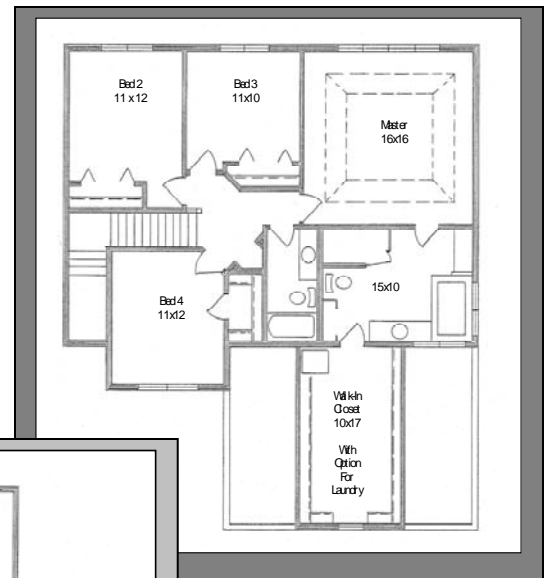 Bed 2
11 x 12
Bed 3
11x10
Master
16x16
15x10
Bed 4
11x12
Walk-In
Closet
10x17
With
Option
For
Laundry